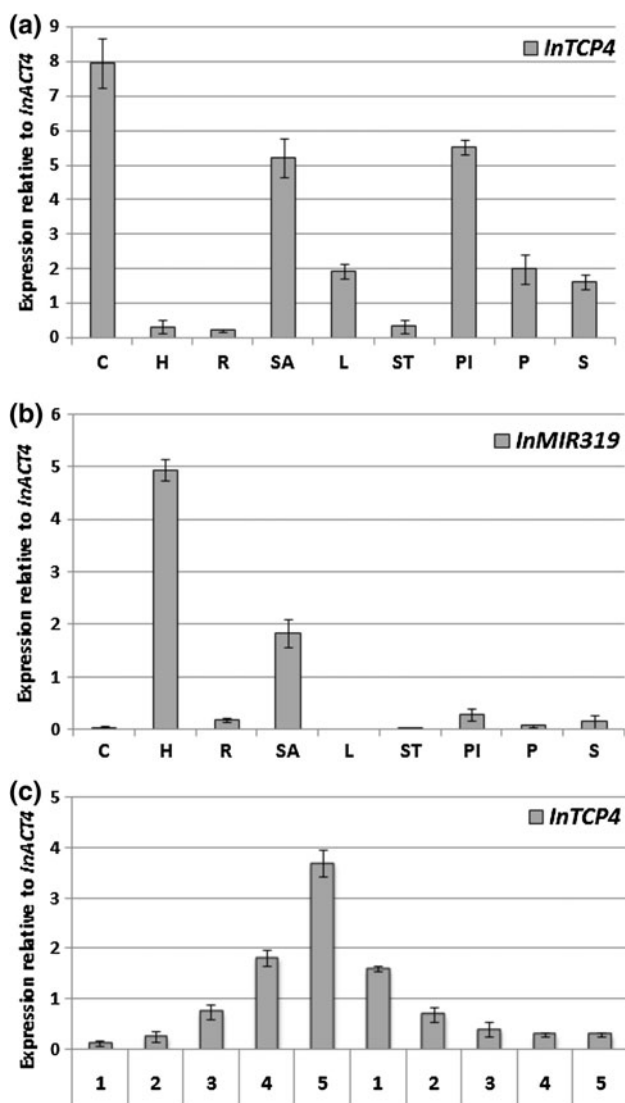 (a)
Expression relative to InACT4
9
8
7
6
5
4
3
2
1
0
InTCP4
C H R SA L ST PI P S
(b)
Expression relative to InACT4
6
5
4
3
2
1
0
InMIR319
C H R SA L ST PI P S
(c)
Expression relative to InACT4
5
4
3
2
1
0
InTCP4
1 2 3 4 5 1 2 3 4 5